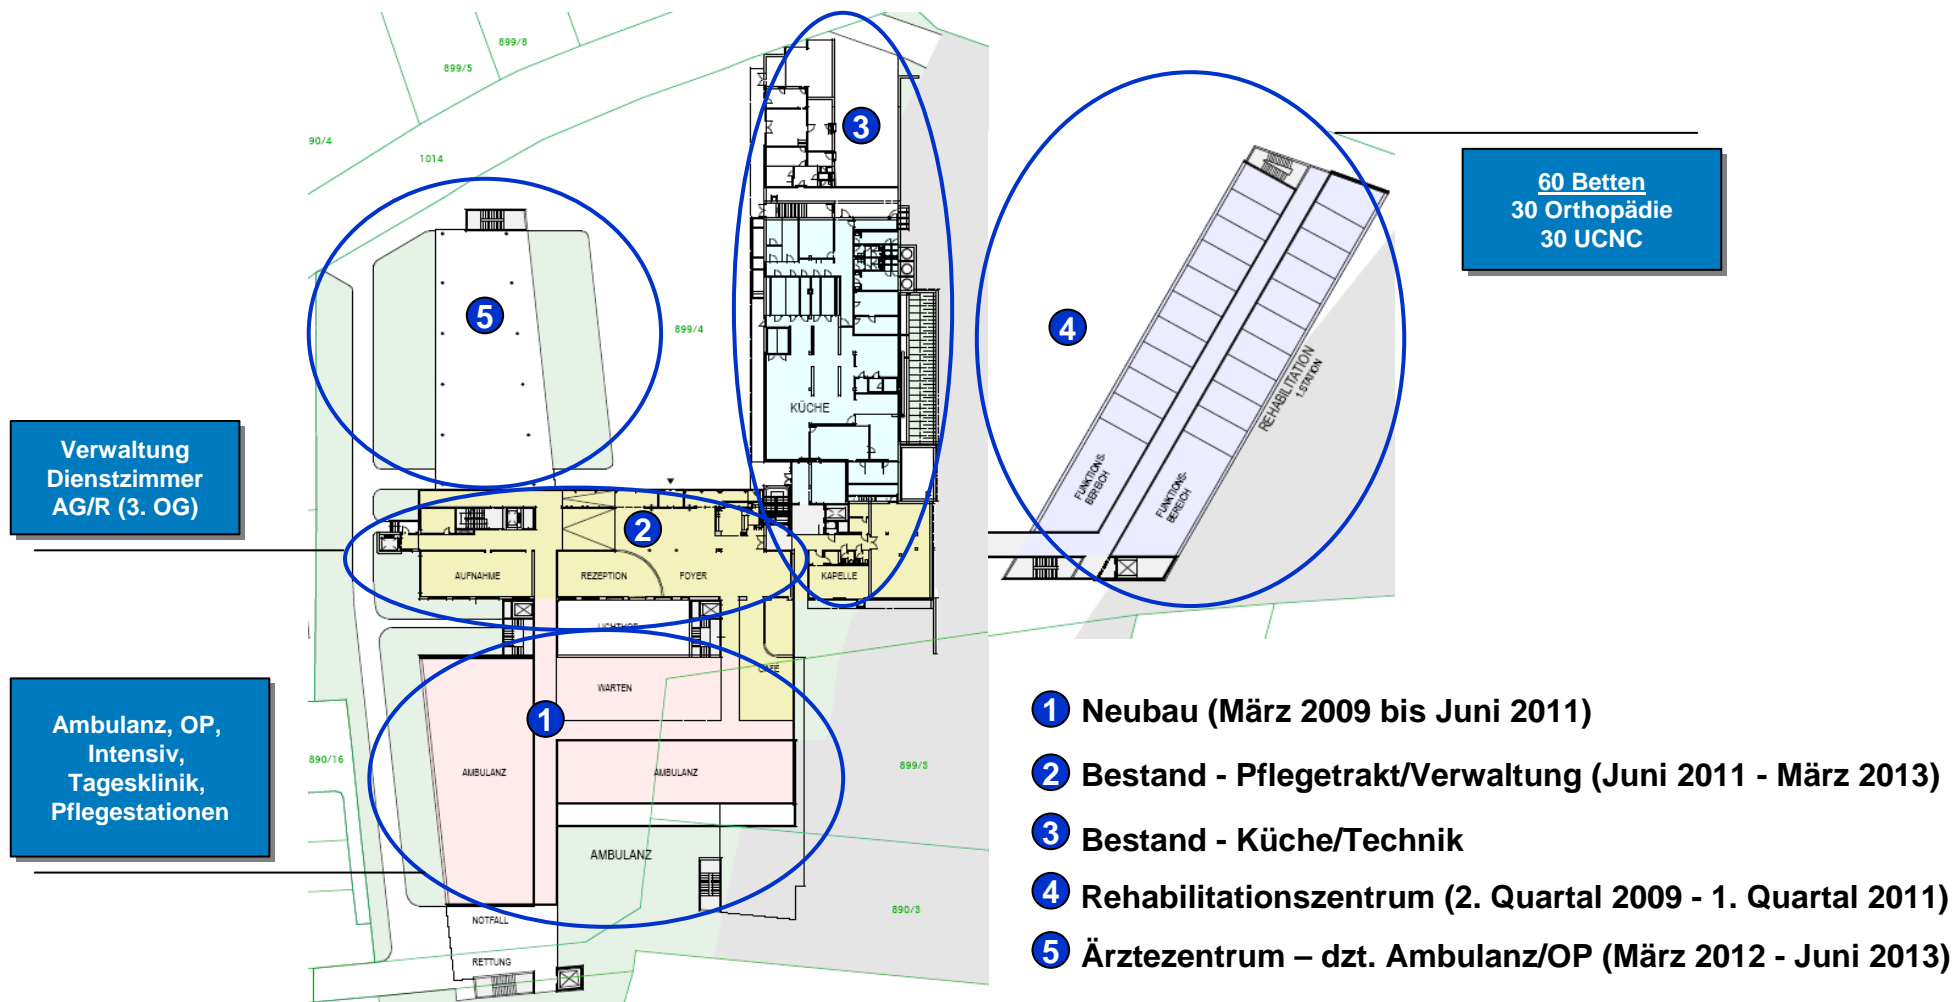 899/8
899/5
90/4
1014
3
60 Betten
30 Orthopädie
30 UCNC
5
899/4
4
REHABILITATION
1.STATION
KÜCHE
Verwaltung
Dienstzimmer
AG/R (3. OG)
FUNKTIONS-
BEREICH
FUNKTIONS-
BEREICH
2
AUFNAHME
REZEPTION
FOYER
KAPELLE
LICHTHOF
CAFE
WARTEN
1
Ambulanz, OP,
Intensiv,
Tagesklinik,
Pflegestationen
890/16
AMBULANZ
AMBULANZ
899/3
AMBULANZ
890/3
NOTFALL
RETTUNG
1 Neubau (März 2009 bis Juni 2011)
2 Bestand - Pflegetrakt/Verwaltung (Juni 2011 - März 2013)
3 Bestand - Küche/Technik
4 Rehabilitationszentrum (2. Quartal 2009 - 1. Quartal 2011)
5 Ärztezentrum – dzt. Ambulanz/OP (März 2012 - Juni 2013)